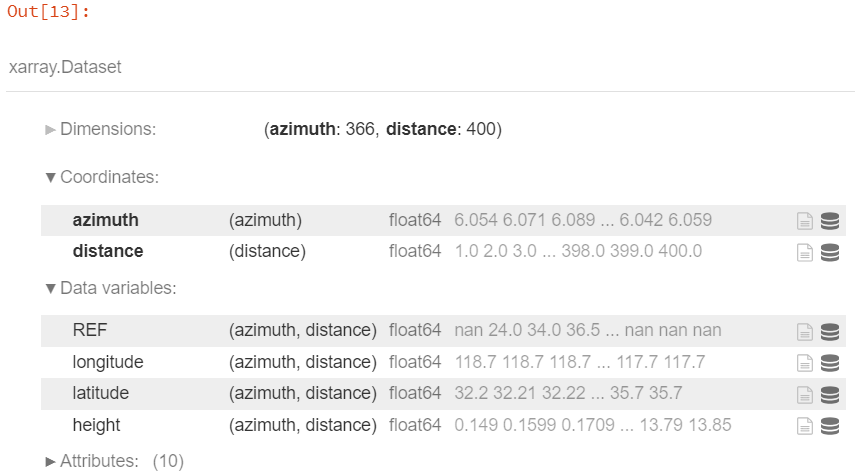 Out[13]:
xarray.Dataset
►Dimensions: (azimuth: 366, distance: 400)
▼Coordinates:
azimuth (azimuth) float64 6.054 6.071 6.089 ... 6.042 6.059
distance (distance) float64 1.0 2.0 3.0 ... 398.0 399.0 400.0
▼Data variables:
REF (azimuth, distance) float64 nan 24.0 34.0 36.5 ... nan nan nan
longitude (azimuth, distance) float64 118.7 118.7 118.7 ... 117.7 117.7
latitude (azimuth, distance) float64 32.2 32.21 32.22 ... 35.7 35.7
height (azimuth, distance) float64 0.149 0.1599 0.1709 ... 13.79 13.85
►Attributes: (10)